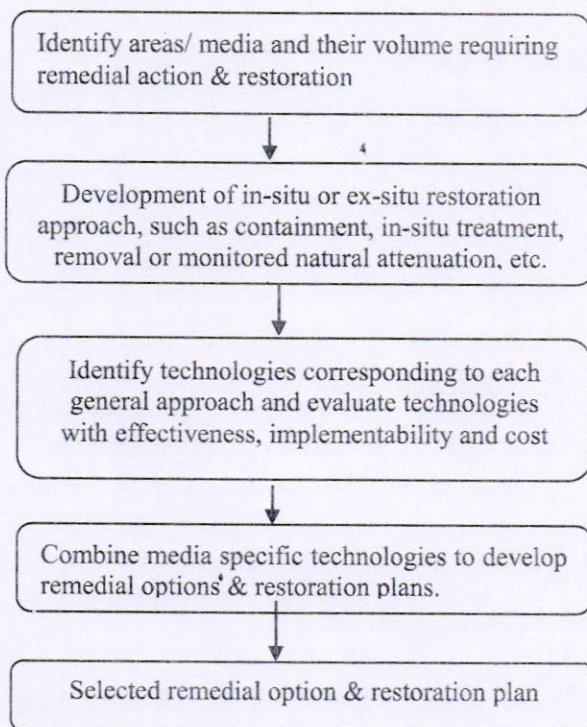 Identify areas/ media and their volume requiring
remedial action & restoration
Development of in-situ or ex-situ restoration
approach, such as containment, in-situ treatment,
removal or monitored natural attenuation, etc.
Identify technologies corresponding to each
general approach and evaluate technologies
with effectiveness, implementability and cost
Combine media specific technologies to develop
remedial options & restoration plans.
Selected remedial option & restoration plan